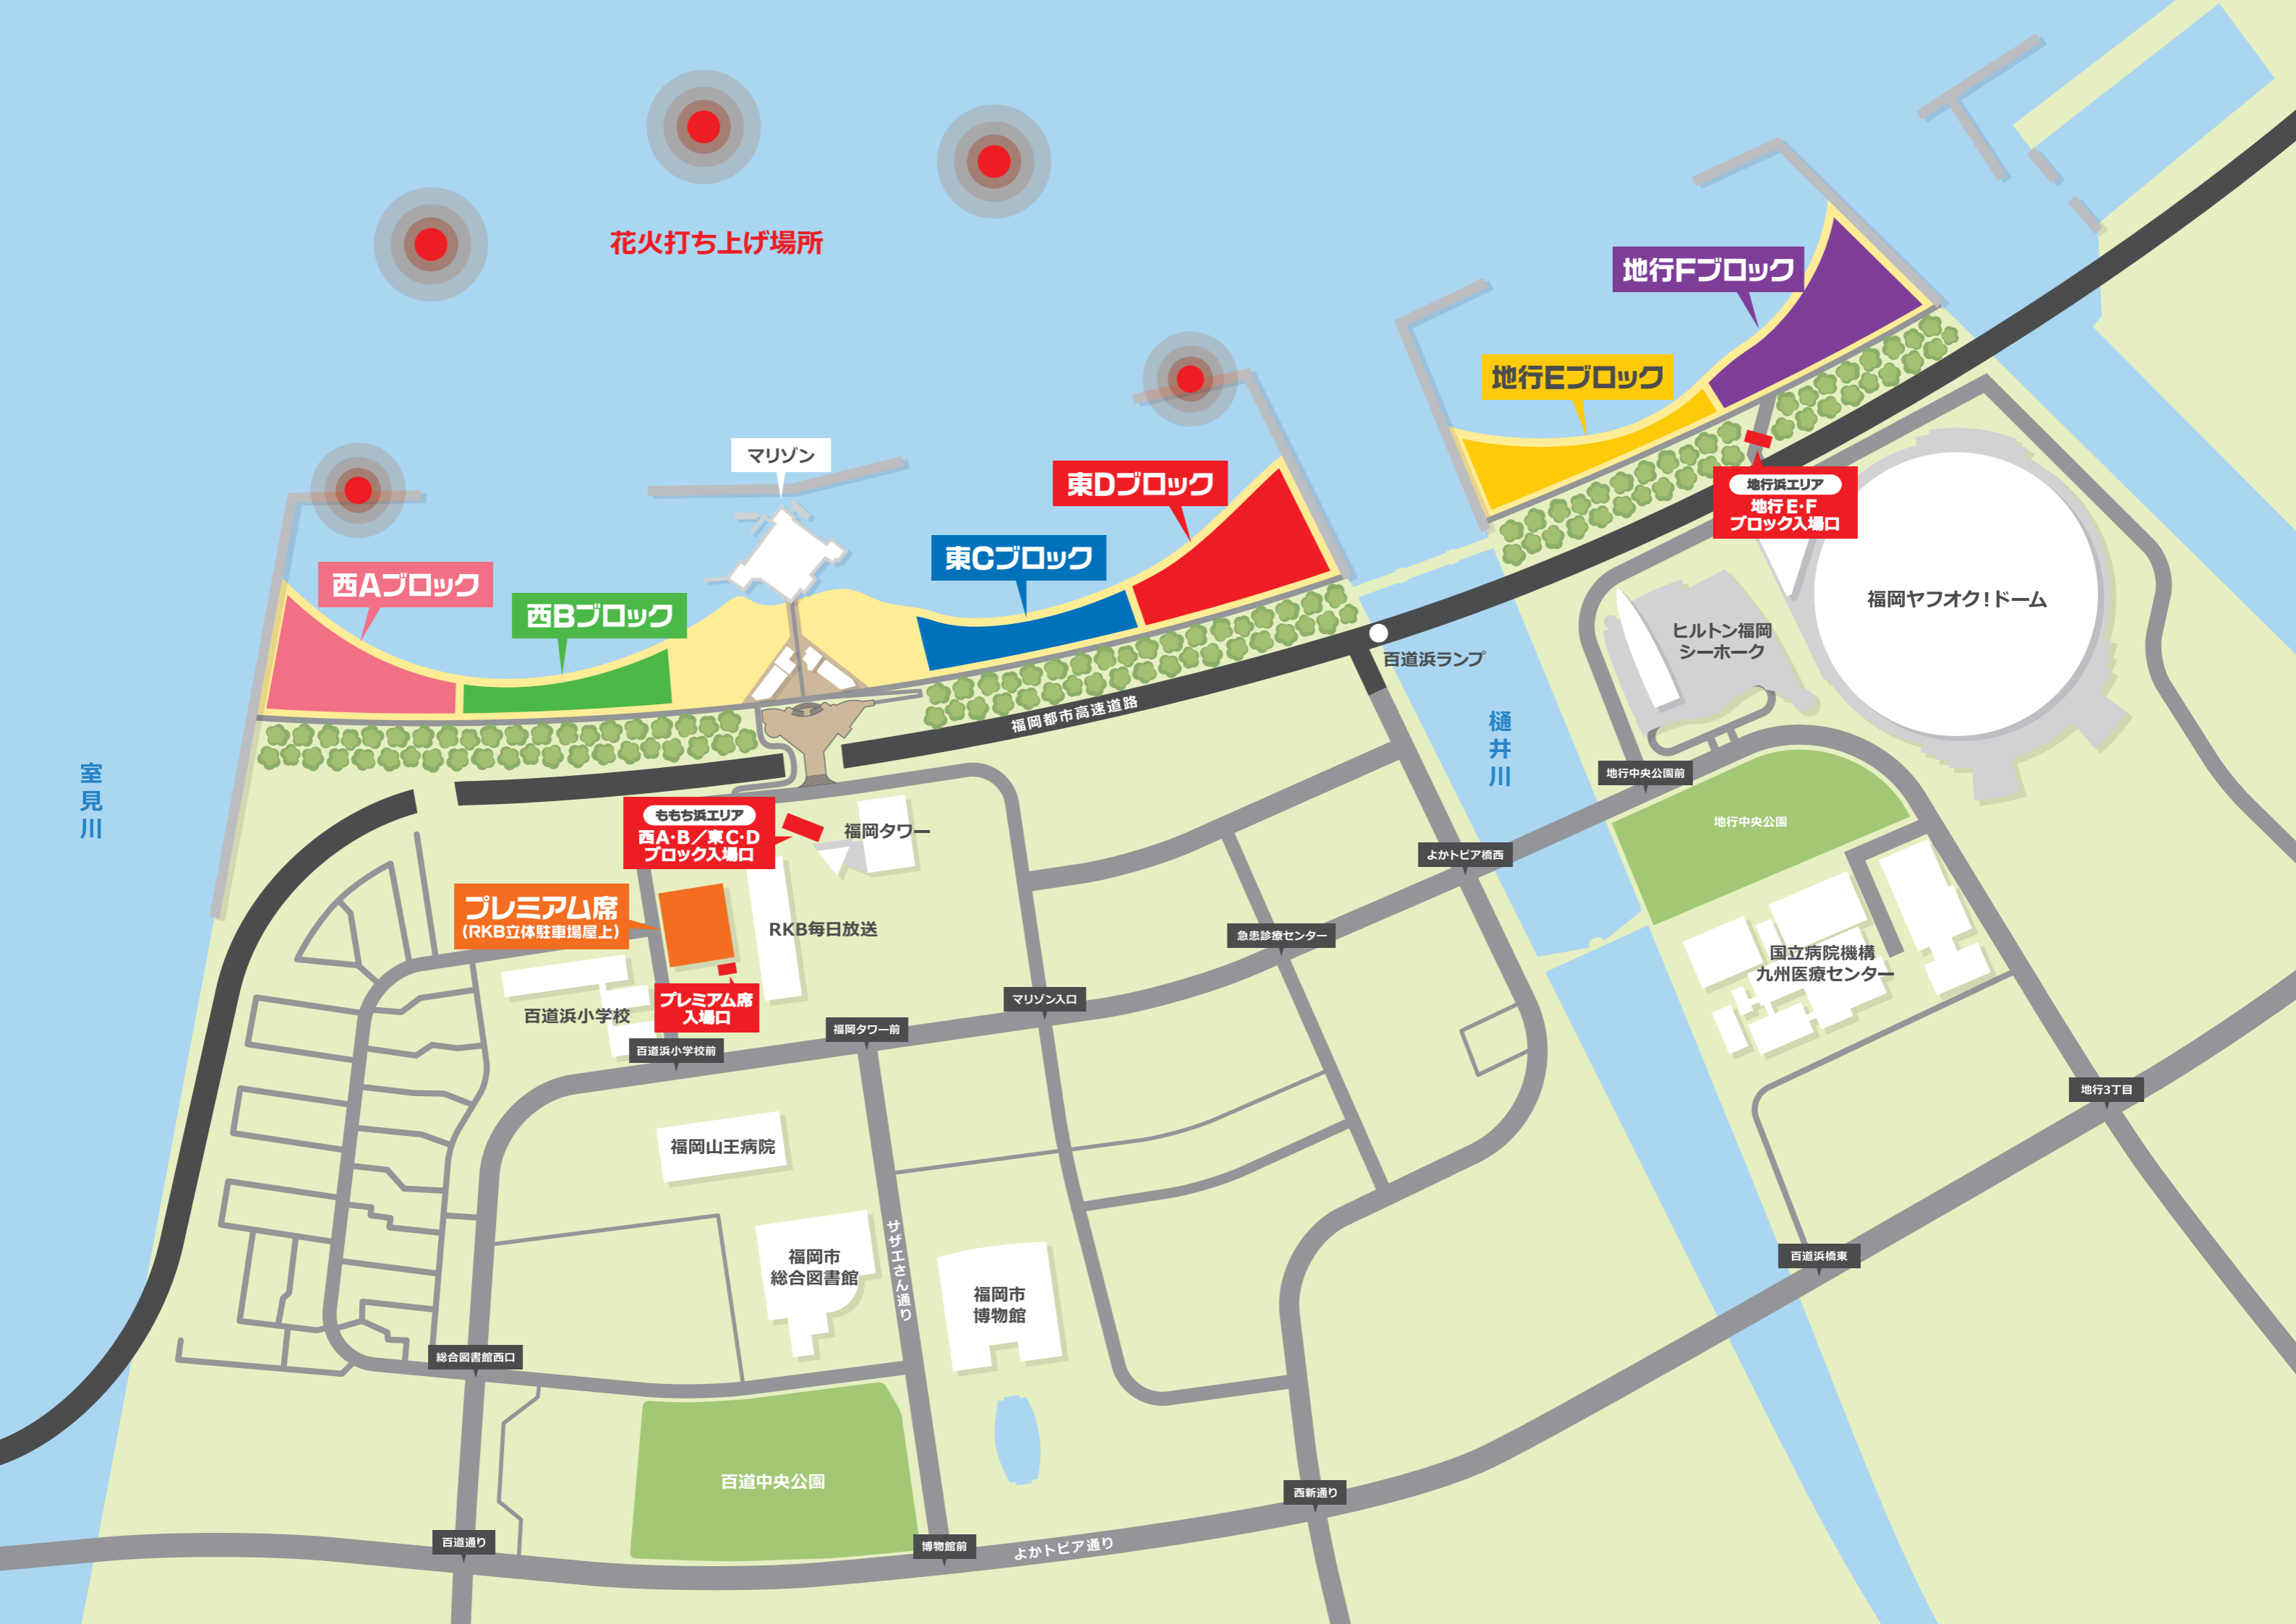 花火打ち上げ場所
地行Fブロック
地行Eブロック
マリゾン
東Dブロック
地行浜エリア
地行E・F
ブロック入場口
東Cブロック
西Aブロック
西Bブロック
福岡ヤフオク!ドーム
ヒルトン福岡
シーホーク
百道浜ランプ
福岡都市高速道路
樋井川
室見川
地行中央公園前
ももち浜エリア
西A・B/東C・D
ブロック入場口
福岡タワー
地行中央公園
よかトピア橋西
プレミアム席
(RKB立体駐車場屋上)
RKB毎日放送
急患診療センター
国立病院機構
九州医療センター
プレミアム席
入場口
マリゾン入口
百道浜小学校
福岡タワー前
百道浜小学校前
地行3丁目
福岡山王病院
サザエさん通り
福岡市
総合図書館
百道浜橋東
福岡市
博物館
総合図書館西口
百道中央公園
西新通り
百道通り
博物館前
よかトピア通り